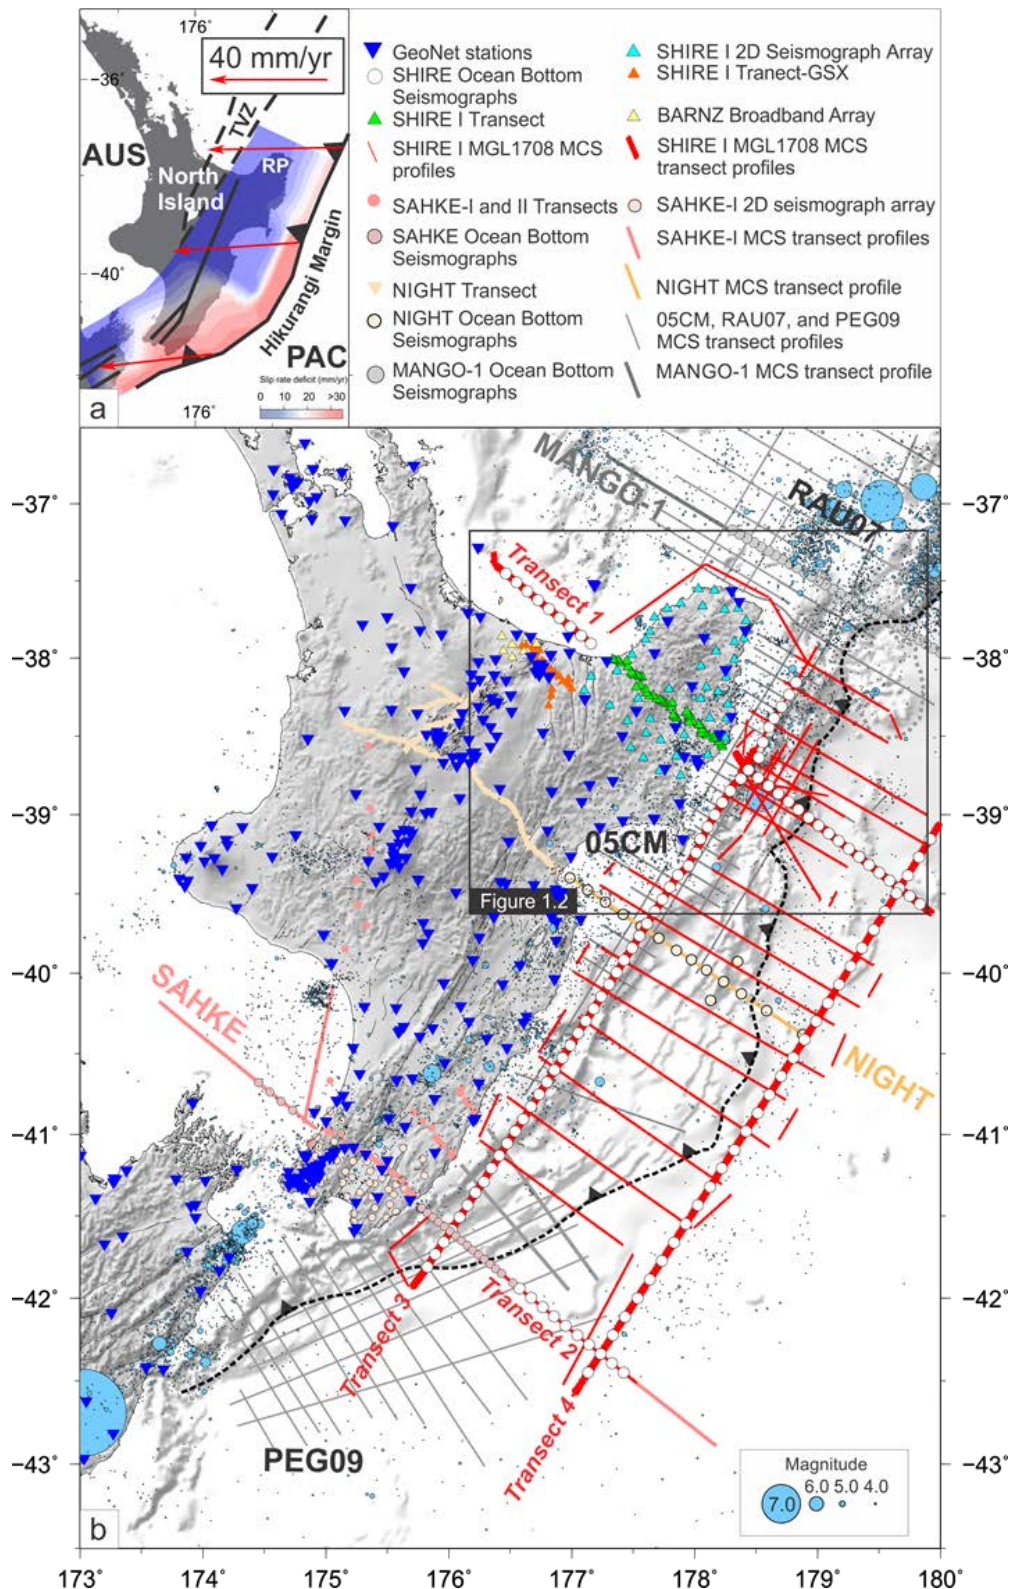 176°
40 mm/yr
−36°
TVZ
AUS
RP
North
Island
−40°
Hikurangi Margin
PAC
Slip rate deficit (mm/yr)
0 10 20 >30
176°
a
GeoNet stations
SHIRE Ocean Bottom
Seismographs
SHIRE I Transect
SHIRE I MGL1708 MCS
profiles
SAHKE-I and II Transects
SAHKE Ocean Bottom
Seismographs
NIGHT Transect
NIGHT Ocean Bottom
Seismographs
MANGO-1 Ocean Bottom
Seismographs
SHIRE I 2D Seismograph Array
SHIRE I Tranect-GSX
BARNZ Broadband Array
SHIRE I MGL1708 MCS
transect profiles
SAHKE-I 2D seismograph array
SAHKE-I MCS transect profiles
NIGHT MCS transect profile
05CM, RAU07, and PEG09
MCS transect profiles
MANGO-1 MCS transect profile
MANGO 1
RAU07
−37°
−37°
Transect 1
−38°
−38°
−39°
−39°
05CM
Figure 1.2
−40°
−40°
SAHKE
NIGHT
−41°
−41°
−42°
−42°
Transect 3
Transect 2
Transect 4
PEG09
−43°
−43°
Magnitude
7.0 6.0 5.0 4.0
b
173° 174° 175° 176° 177° 178° 179° 180°